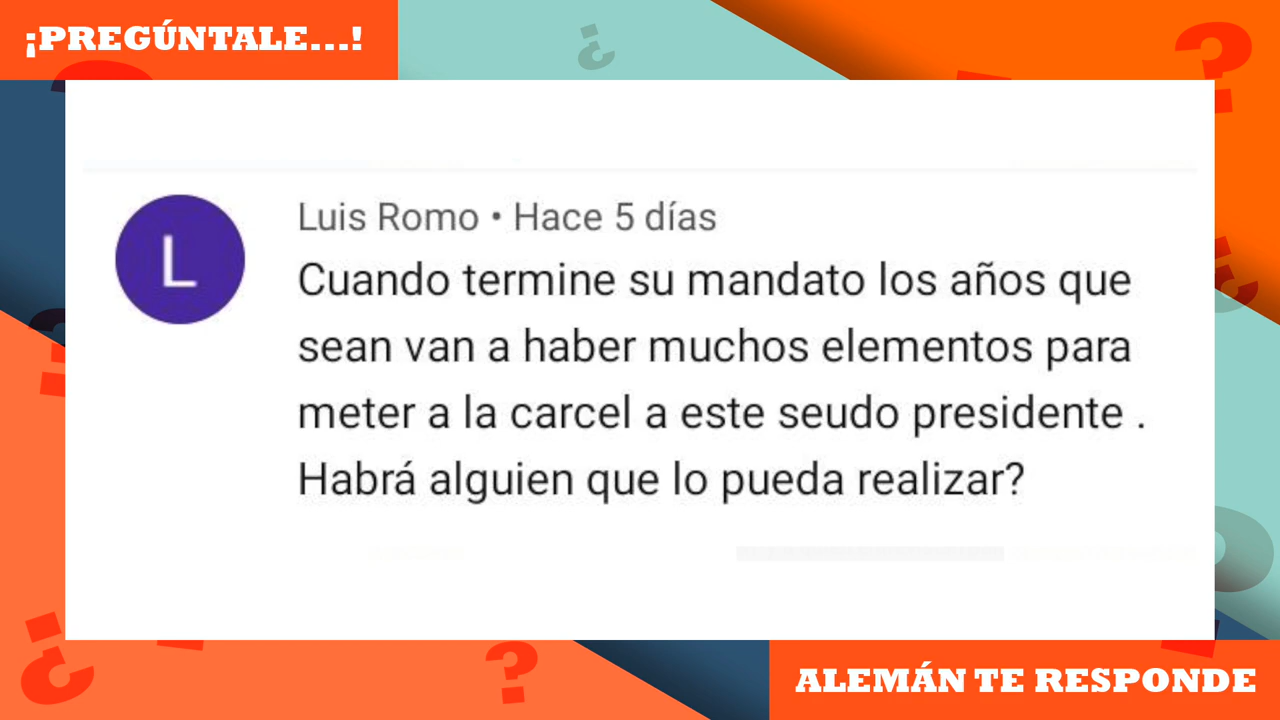 ¡PREGÚNTALE...!
Luis Romo • Hace 5 días
Cuando termine su mandato los años que
sean van a haber muchos elementos para
meter a la carcel a este seudo presidente .
Habrá alguien que lo pueda realizar?
ALEMÁN TE RESPONDE